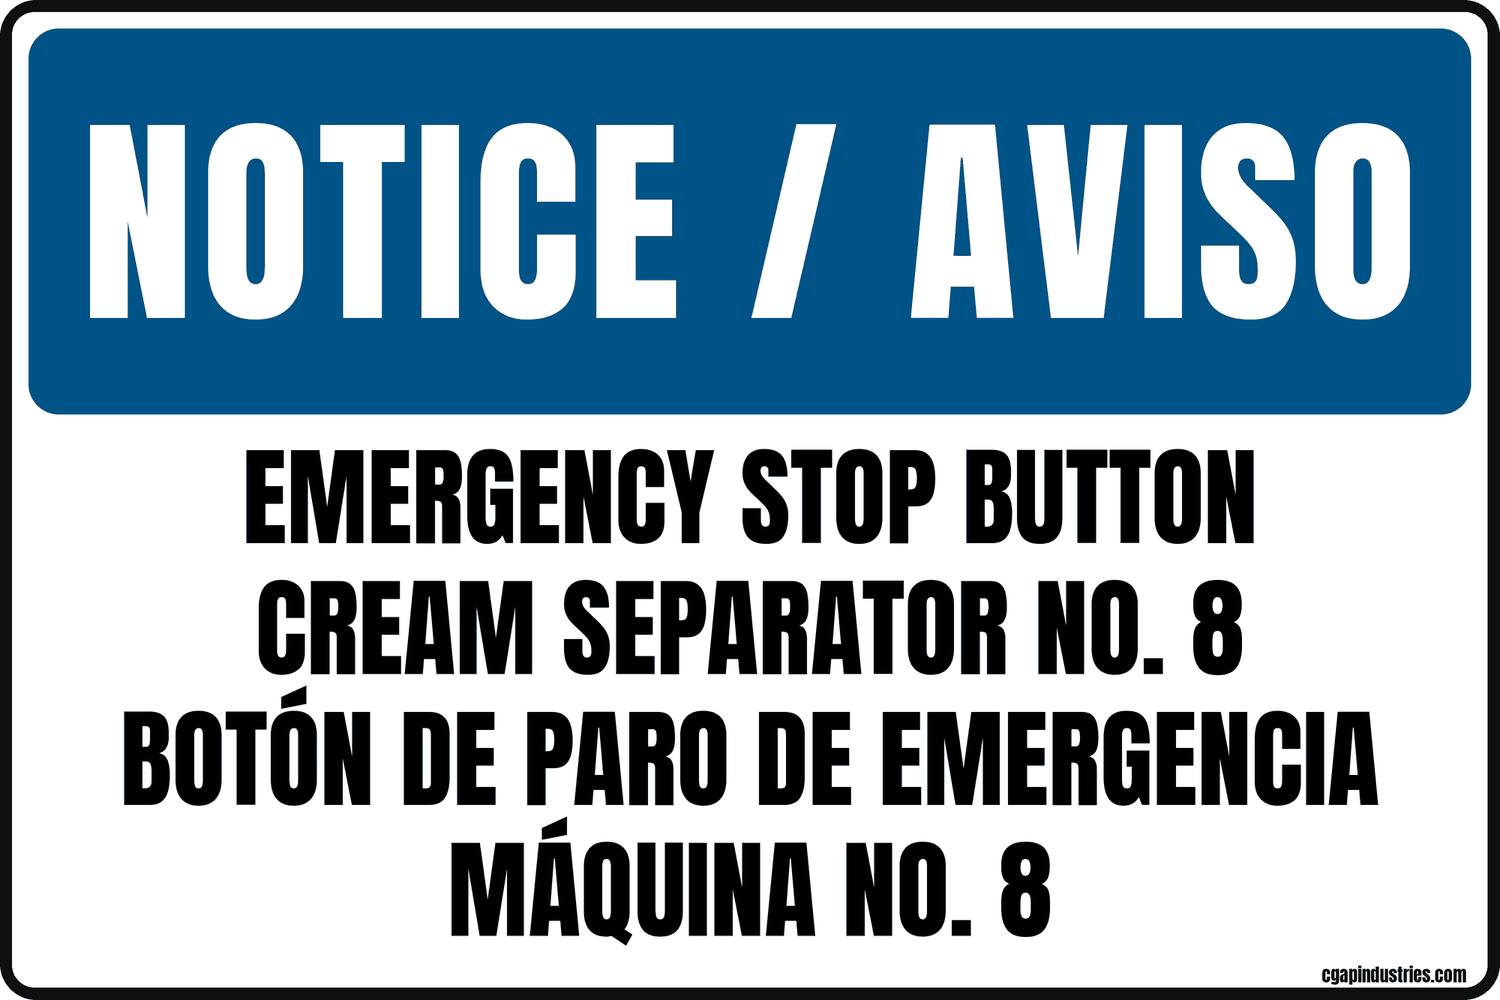 NOTICE / AVISO
EMERGENCY STOP BUTTON
CREAM SEPARATOR NO. 8
BOTÓN DE PARO DE EMERGENCIA
MÁQUINA NO. 8
cgapindustries.com